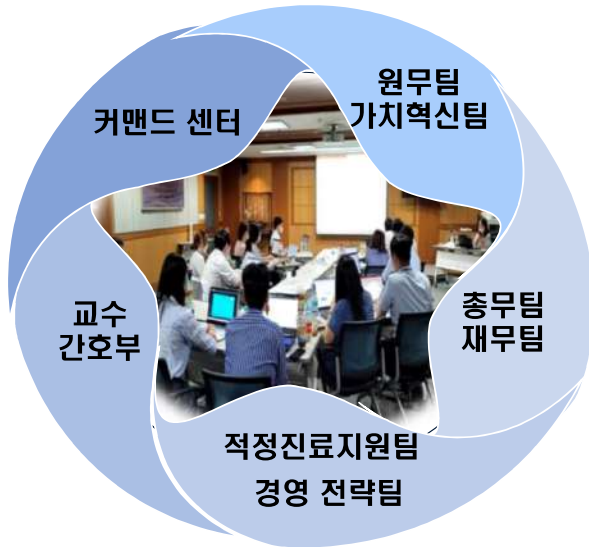 커맨드 센터
원무팀
가치혁신팀
총무팀
재무팀
적정진료지원팀
경영 전략팀
교수
간호부